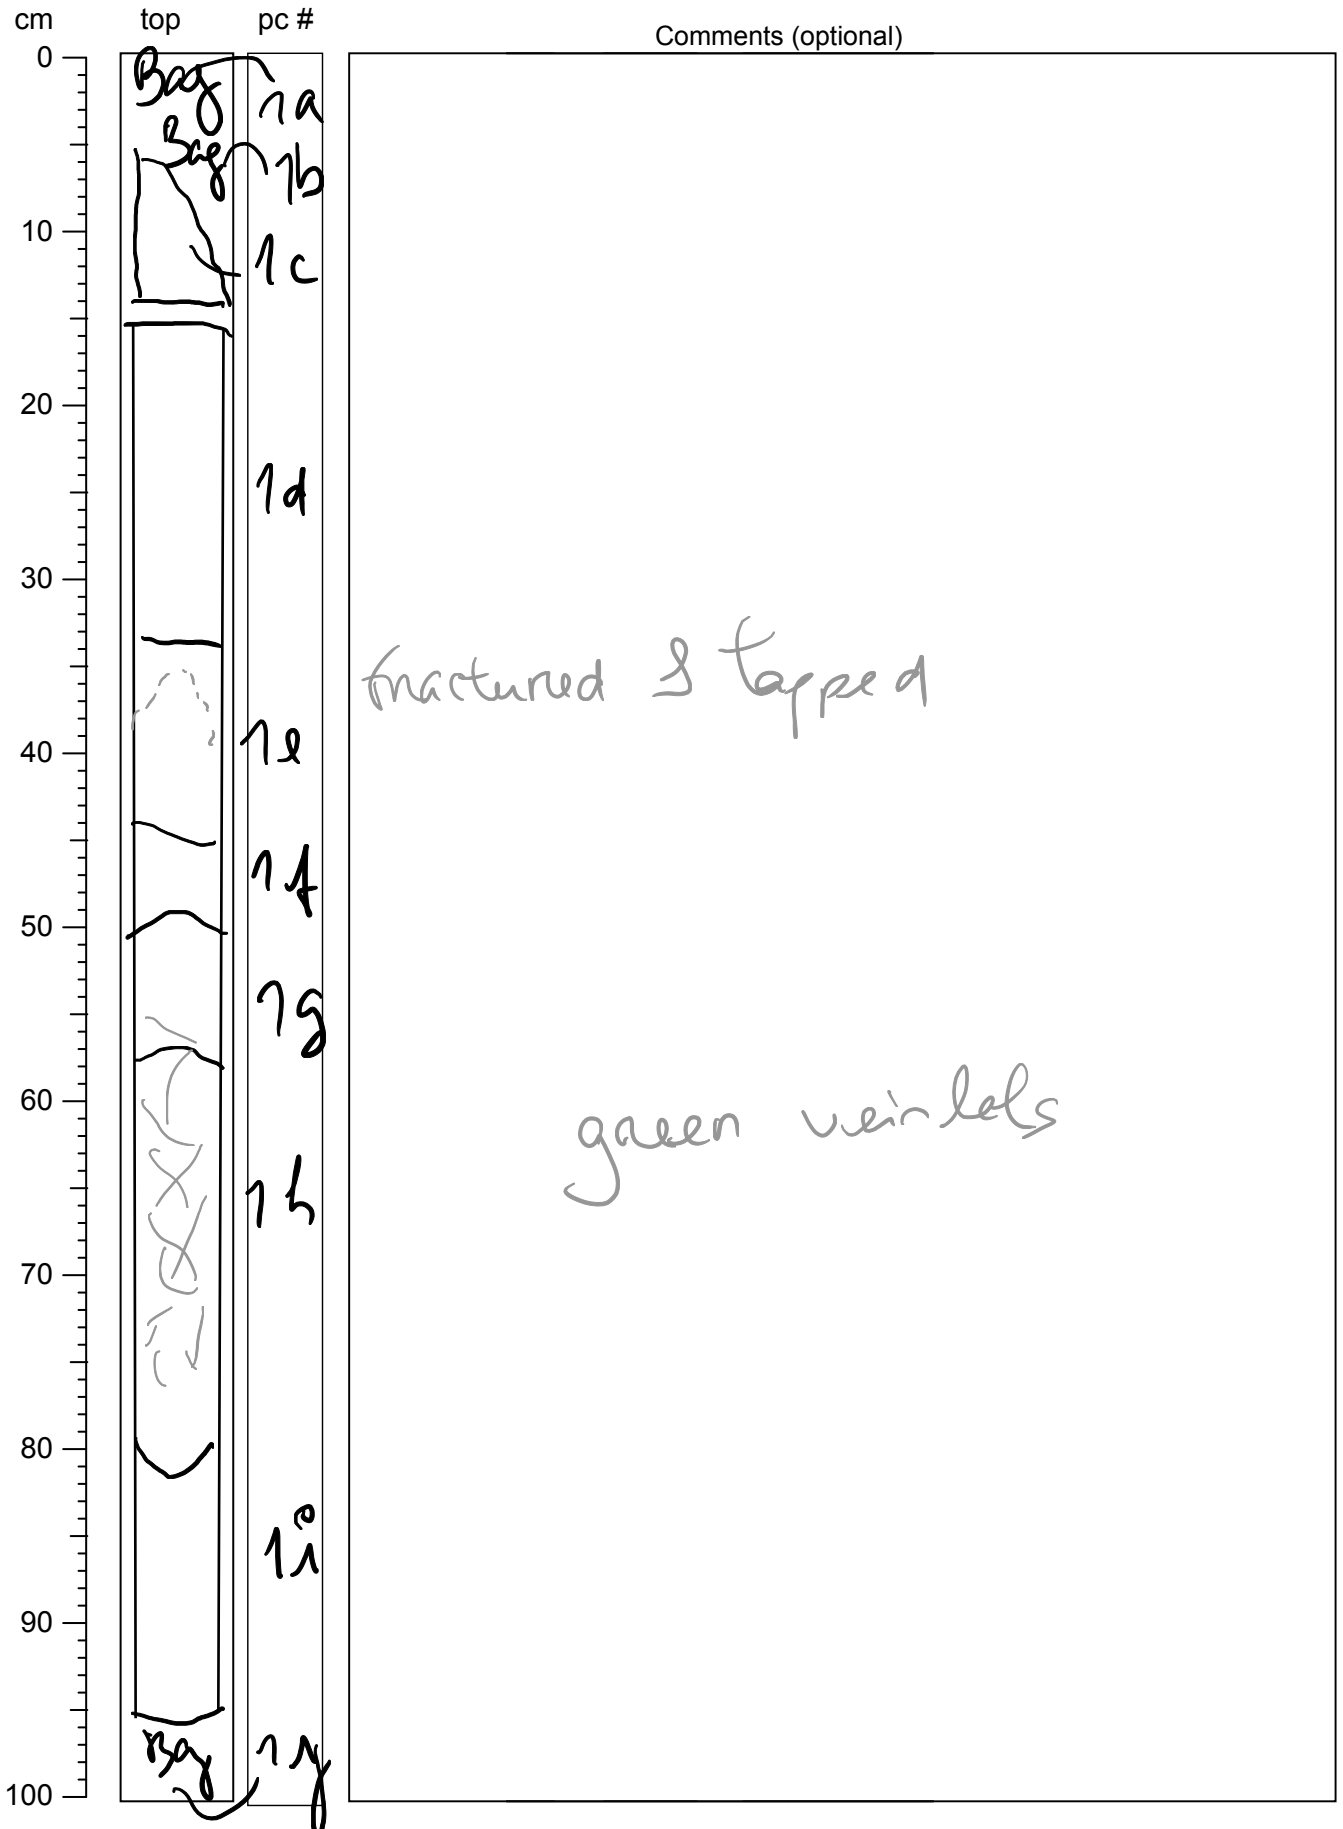 cm top pc # Comments (optional)
0
Bag 1a
Bag 1b
10
1c
20
1d
30
fractured & tapped
1e
40
1f
50
1g
60
green veinlets
1h
70
80
1i
90
Bag 1j
100